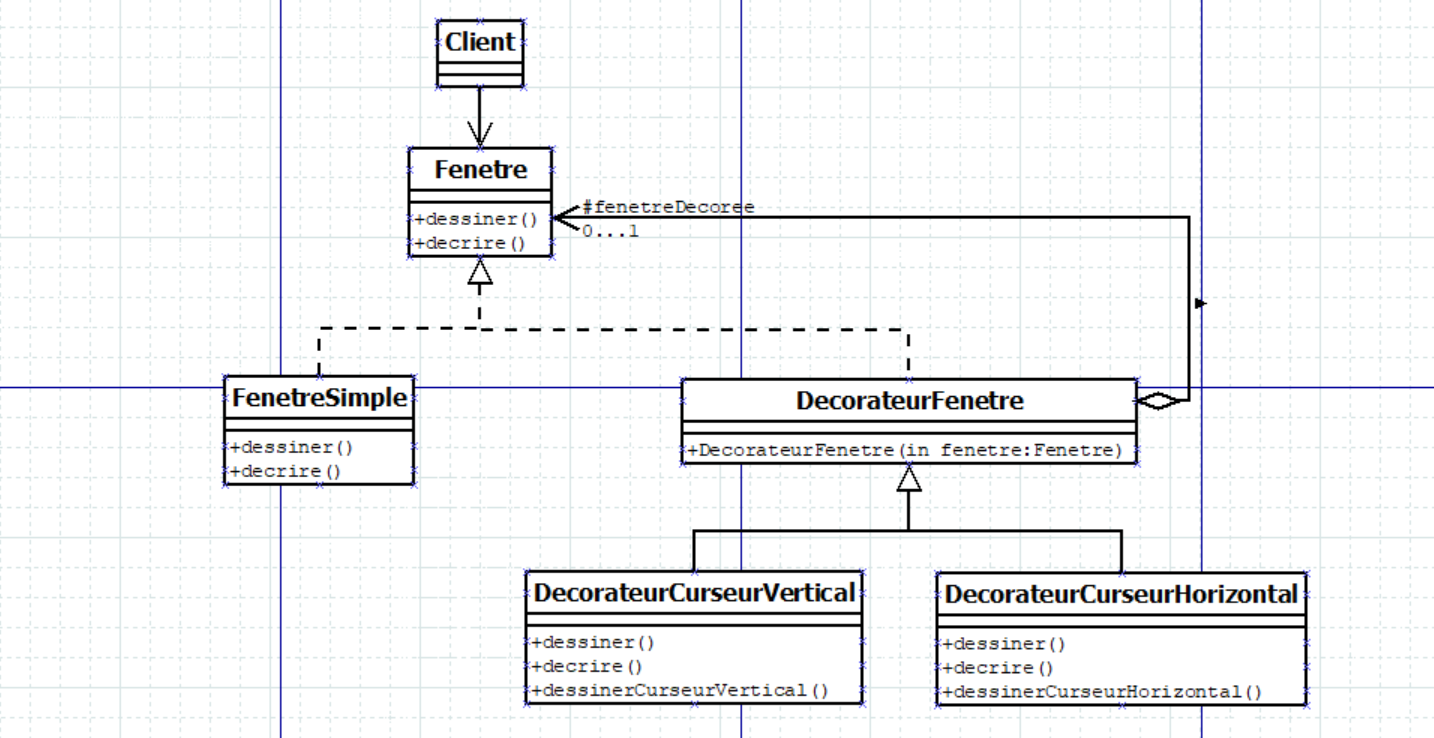 Client
Fenetre
+dessiner()
+decrire()
#fenetreDecoree
0...1
FenetreSimple
+dessiner()
+decrire()
DecorateurFenetre
+DecorateurFenetre(in fenetre:Fenetre)
DecorateurCurseurVertical
+dessiner()
+decrire()
+dessinerCurseurVertical()
DecorateurCurseurHorizontal
+dessiner()
+decrire()
+dessinerCurseurHorizontal()